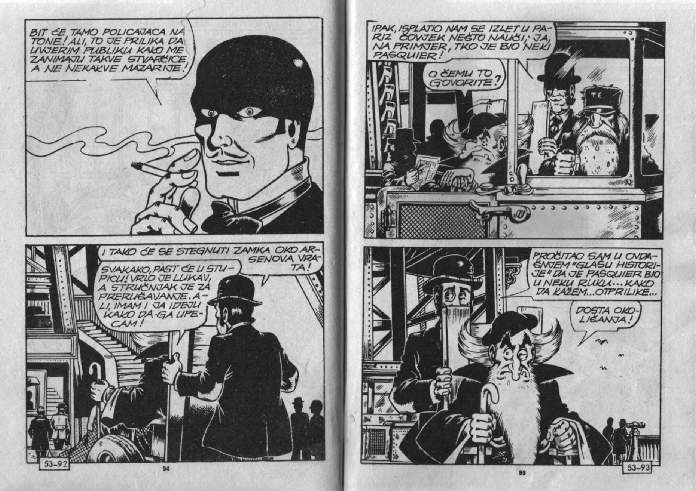 BIT ĆE, TAMO POLICAJACA NA
TONE! ALI, TO JE PRILIKA DA
UVJERIM PUBLIKU KAKO ME
ZANIMAJU TAKVE STVARČICE
A NE NEKAKVE MAZARIJE!
I TAKO ĆE SE STEGNUTI ZAMKA OKO AR-
SENOVA VRA-
TA!
SVAKAKO, PAST ĆE U STU-
PICU! VRLO JE LUKAV,
A STRUČNJAK JE ZA
PRERUŠAVANJE. A-
LI, IMAM I JA IDEJU
KAKO DA GA UPE-
CAM!
53-92
94
IPAK, ISPLATIO NAM SE IZLET U PA-
RIZ. ČOVJEK NEŠTO NAUČI; JA,
NA PRIMJER, TKO JE BIO NEKI
PASQUIER!
O ČEMU TO
GOVORITE?
PROČITAO SAM U OVDA-
ŠNJEM "GLASU HISTORI-
JE" DA JE PASQUIER BIO
U NEKU RUKU... KAKO
DA KAŽEM... OTPRILIKE...
DOSTA OKO-
LIŠANJA!
95
53-93